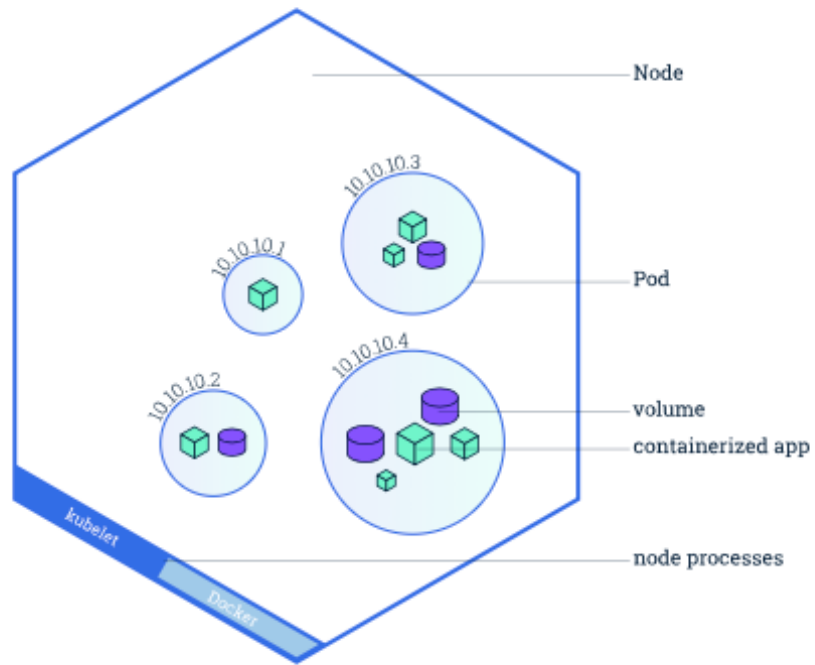 Node
10.10.10.3
10.10.10.1
Pod
10.10.10.4
10.10.10.2
volume
containerized app
kubelet
node processes
Docker